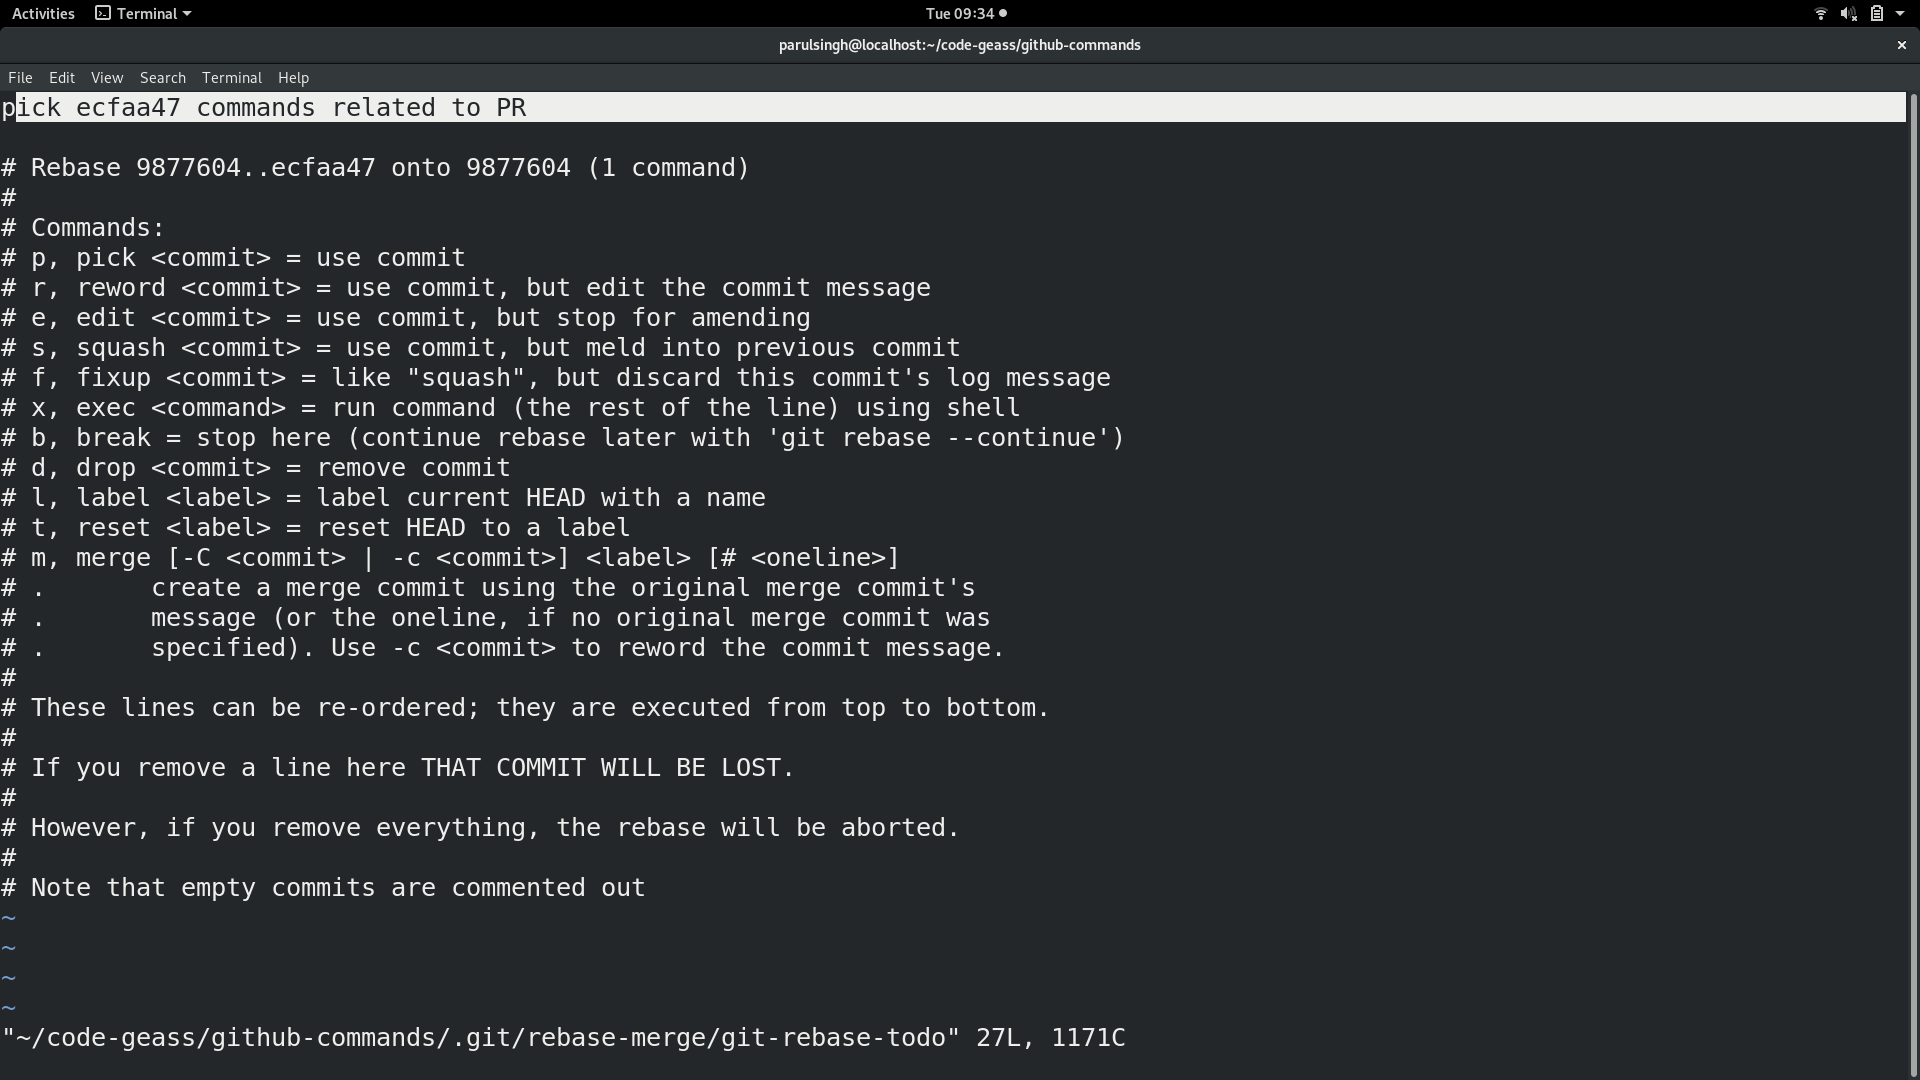 Activities Terminal Tue 09:34
parulsingh@localhost:~/code-geass/github-commands
File Edit View Search Terminal Help
pick ecfaa47 commands related to PR
# Rebase 9877604..ecfaa47 onto 9877604 (1 command)
#
# Commands:
# p, pick <commit> = use commit
# r, reword <commit> = use commit, but edit the commit message
# e, edit <commit> = use commit, but stop for amending
# s, squash <commit> = use commit, but meld into previous commit
# f, fixup <commit> = like "squash", but discard this commit's log message
# x, exec <command> = run command (the rest of the line) using shell
# b, break = stop here (continue rebase later with 'git rebase --continue')
# d, drop <commit> = remove commit
# l, label <label> = label current HEAD with a name
# t, reset <label> = reset HEAD to a label
# m, merge [-C <commit> | -c <commit>] <label> [# <oneline>]
# .       create a merge commit using the original merge commit's
# .       message (or the oneline, if no original merge commit was
# .       specified). Use -c <commit> to reword the commit message.
#
# These lines can be re-ordered; they are executed from top to bottom.
#
# If you remove a line here THAT COMMIT WILL BE LOST.
#
# However, if you remove everything, the rebase will be aborted.
#
# Note that empty commits are commented out
~
~
~
~
"~/code-geass/github-commands/.git/rebase-merge/git-rebase-todo" 27L, 1171C